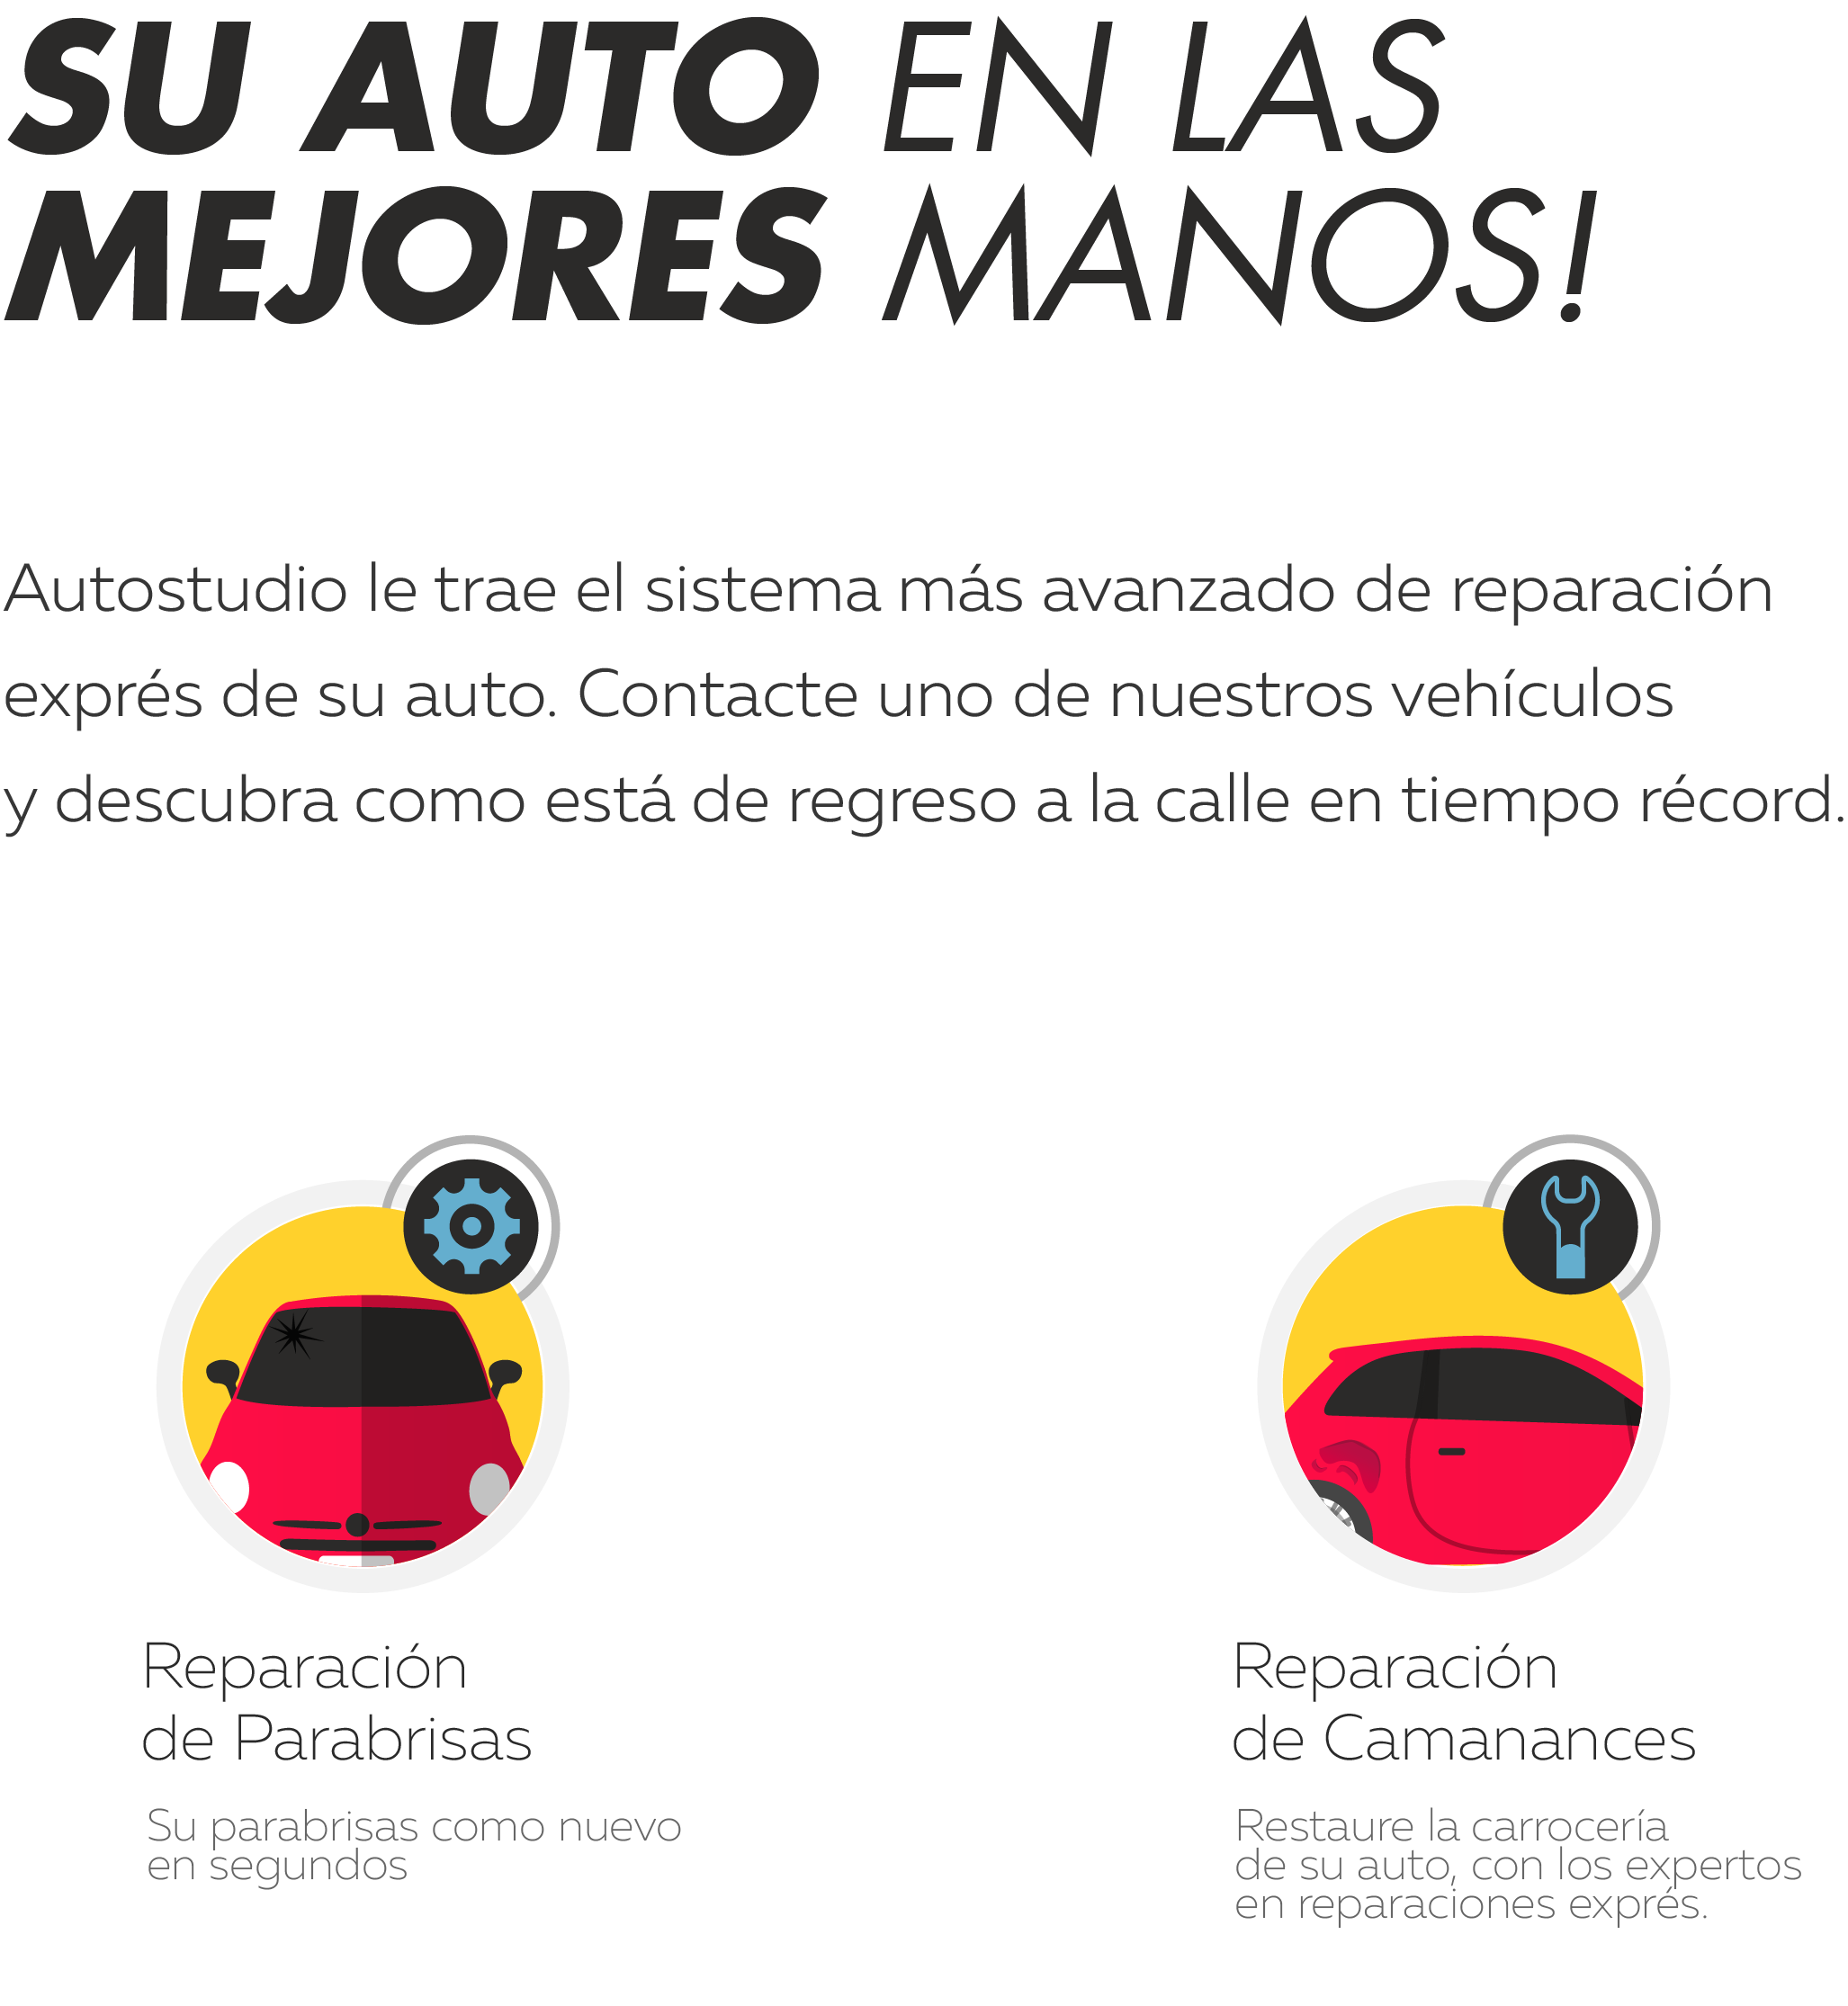 SU AUTO EN LAS
MEJORES MANOS!
Autostudio le trae el sistema más avanzado de reparación
exprés de su auto. Contacte uno de nuestros vehículos
y descubra como está de regreso a la calle en tiempo récord.
Reparación
de Parabrisas
Su parabrisas como nuevo
en segundos
Reparación
de Camanances
Restaure la carrocería
de su auto, con los expertos
en reparaciones exprés.